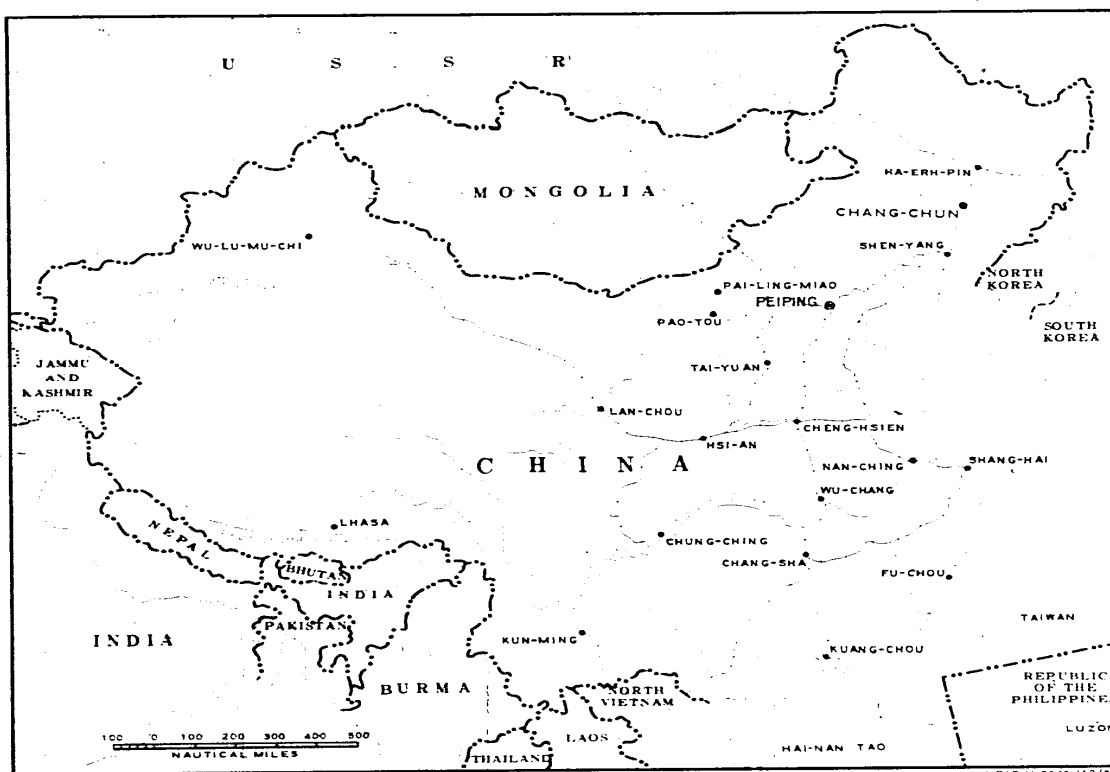 U S S R
MONGOLIA
HA-ERH-PIN
CHANG-CHUN
WU-LU-MU-CHI
SHEN-YANG
NORTH
KOREA
PAI-LING-MIAO
PEIPING
PAO-TOU
SOUTH
KOREA
JAMMU
AND
KASHMIR
TAI-YUAN
LAN-CHOU
CHENG-HSIEN
HSI-AN
CHINA
NAN-CHING
SHANG-HAI
WU-CHANG
LHASA
NEPAL
CHUNG-CHING
CHANG-SHA
BHUTAN
FU-CHOU
INDIA
PAKISTAN
TAIWAN
INDIA
KUN-MING
KUANG-CHOU
BURMA
NORTH
VIETNAM
REPUBLIC
OF THE
PHILIPPINE
LUZON
LAOS
100 0 100 200 300 400 500
NAUTICAL MILES
THAILAND
HAI-NAN TAO